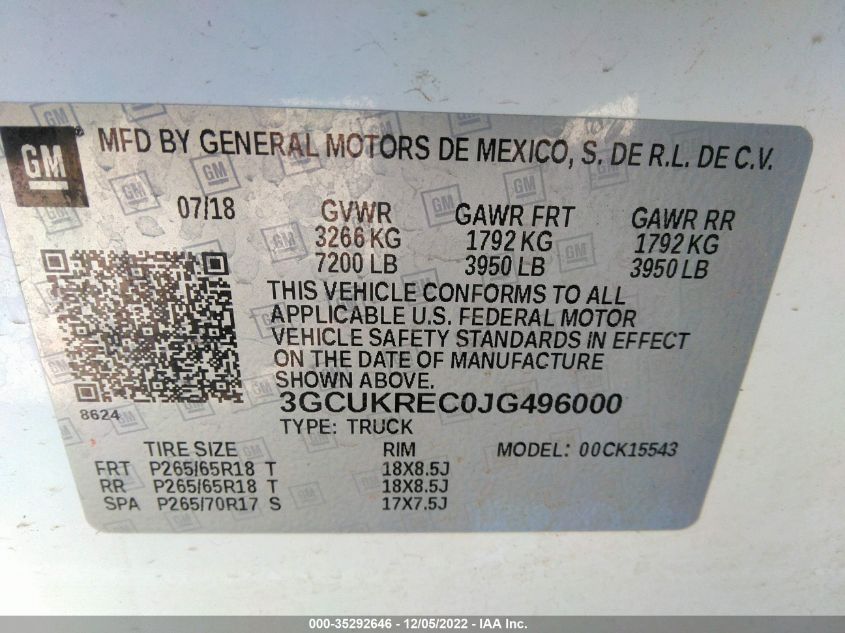 GM ® MFD BY GENERAL MOTORS DE MEXICO, S. DE R.L. DE C.V.
07/18 GVWR GAWR FRT GAWR RR
3266 KG 1792 KG 1792 KG
7200 LB 3950 LB 3950 LB
THIS VEHICLE CONFORMS TO ALL
APPLICABLE U.S. FEDERAL MOTOR
VEHICLE SAFETY STANDARDS IN EFFECT
ON THE DATE OF MANUFACTURE
SHOWN ABOVE.
8624 3GCUKREC0JG496000
TYPE: TRUCK
TIRE SIZE RIM MODEL: 00CK15543
FRT P265/65R18 T 18X8.5J
RR P265/65R18 T 18X8.5J
SPA P265/70R17 S 17X7.5J
000-35292646 - 12/05/2022 - IAA Inc.